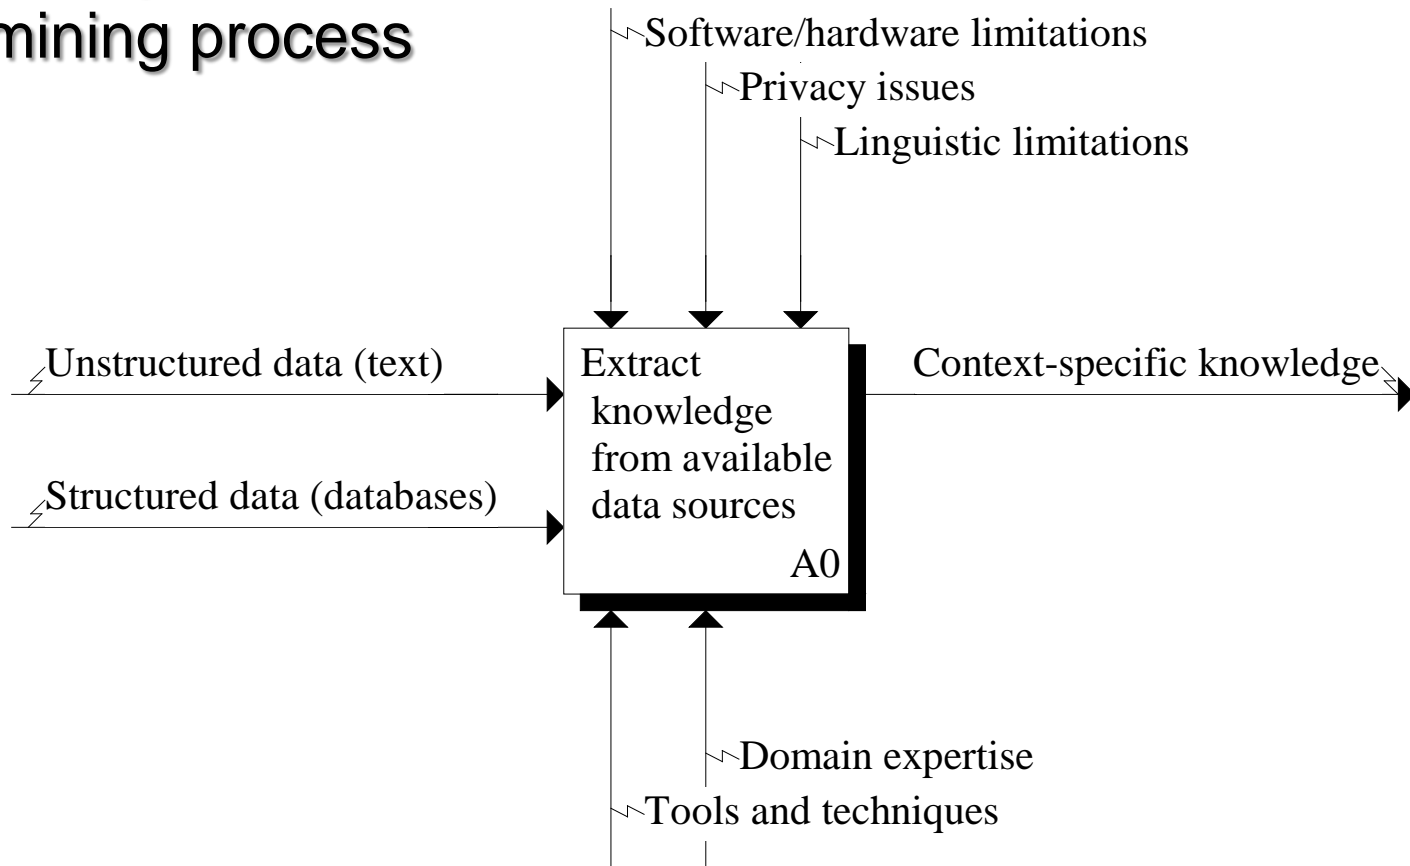 mining process
Software/hardware limitations
Privacy issues
Linguistic limitations
Unstructured data (text)
Structured data (databases)
Extract
knowledge
from available
data sources
A0
Context-specific knowledge
Domain expertise
Tools and techniques